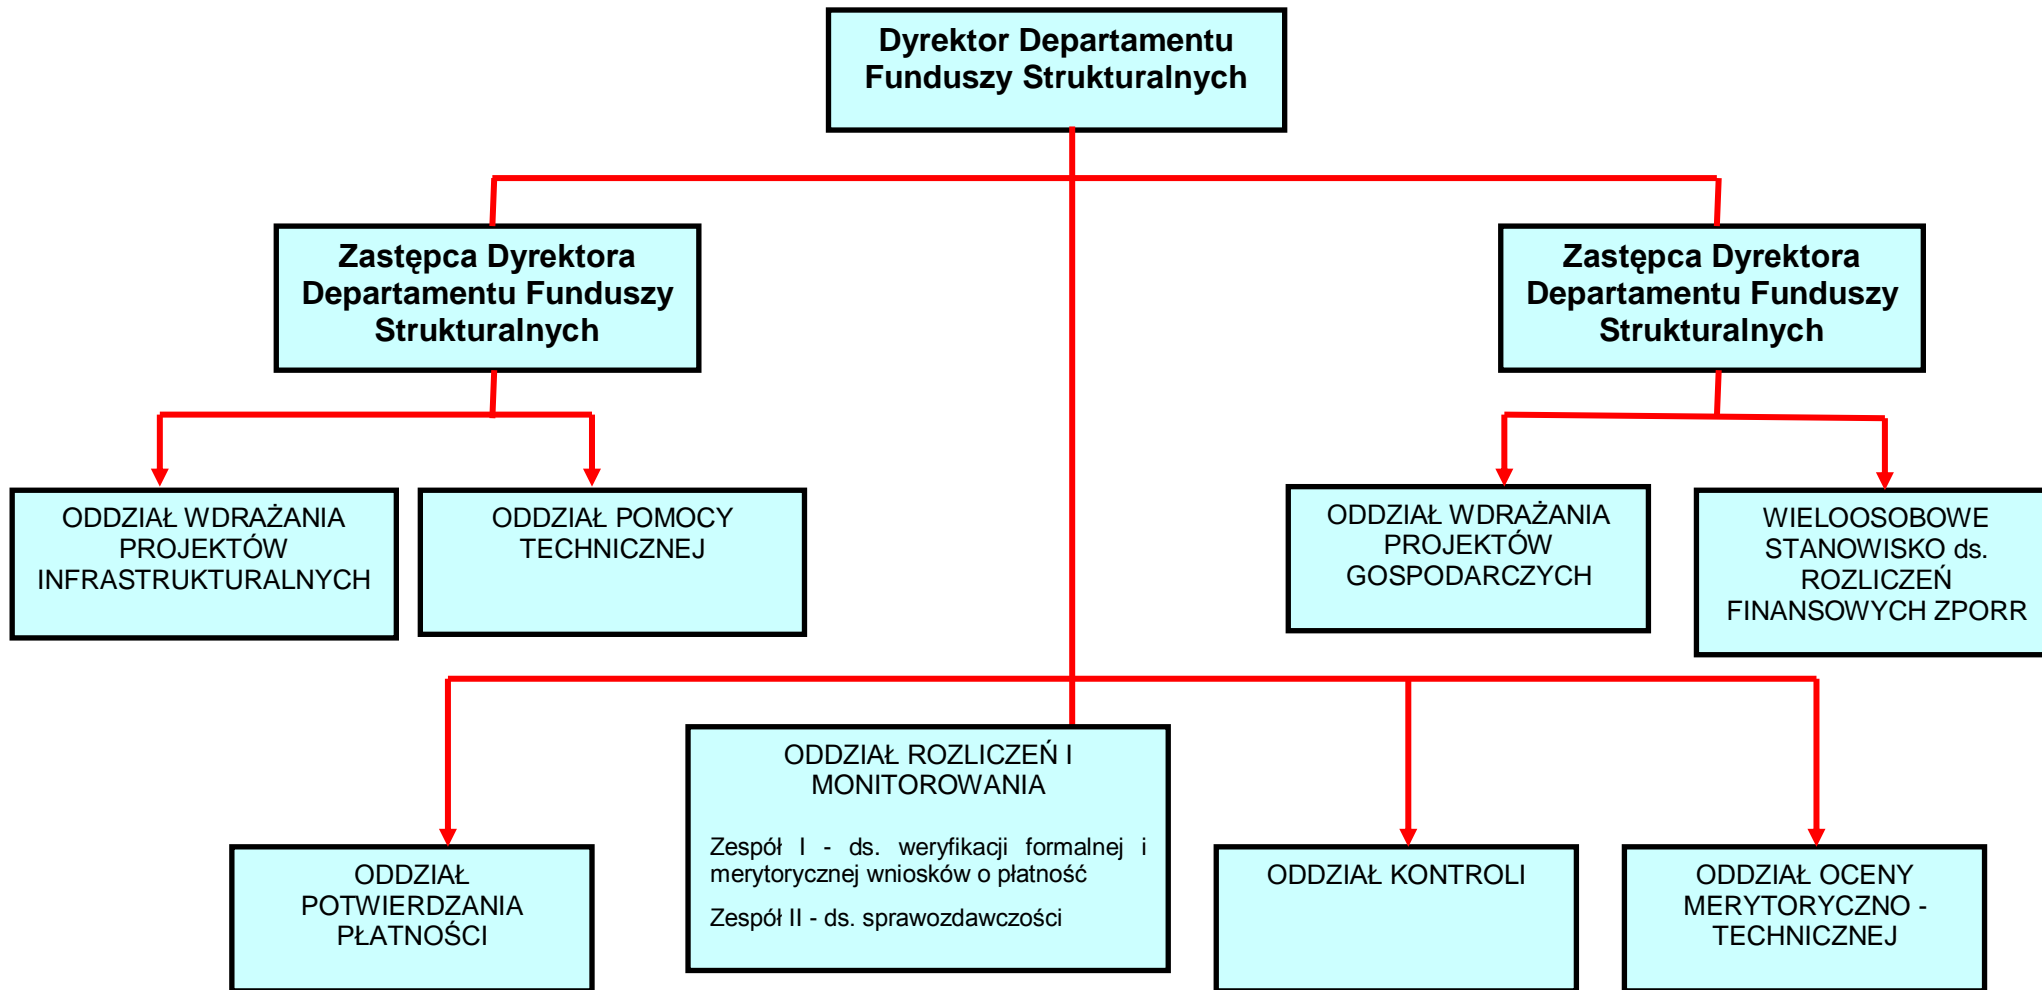 Dyrektor Departamentu
Funduszy Strukturalnych
Zastępca Dyrektora
Departamentu Funduszy
Strukturalnych
Zastępca Dyrektora
Departamentu Funduszy
Strukturalnych
ODDZIAŁ WDRAŻANIA
PROJEKTÓW
INFRASTRUKTURALNYCH
ODDZIAŁ POMOCY
TECHNICZNEJ
ODDZIAŁ WDRAŻANIA
PROJEKTÓW
GOSPODARCZYCH
WIELOOSOBOWE
STANOWISKO ds.
ROZLICZEŃ
FINANSOWYCH ZPORR
ODDZIAŁ ROZLICZEŃ I
MONITOROWANIA
Zespół I - ds. weryfikacji formalnej i
merytorycznej wniosków o płatność
Zespół II - ds. sprawozdawczości
ODDZIAŁ
POTWIERDZANIA
PŁATNOŚCI
ODDZIAŁ KONTROLI
ODDZIAŁ OCENY
MERYTORYCZNO -
TECHNICZNEJ